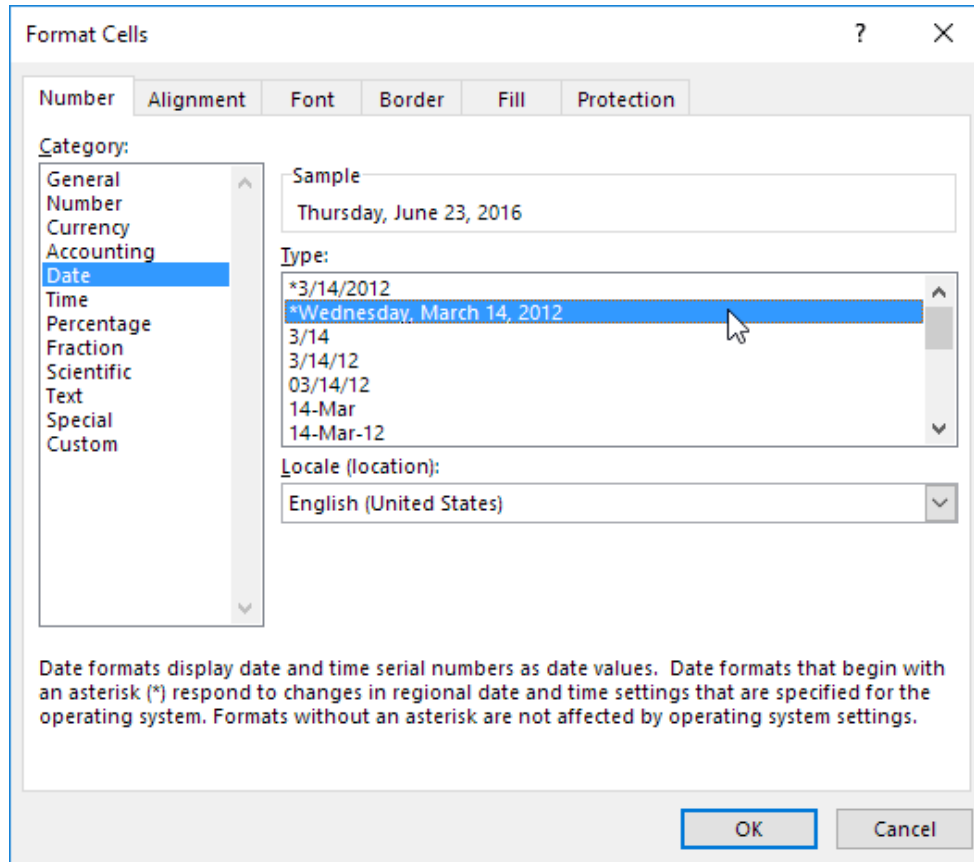 Format Cells ?
Number Alignment Font Border Fill Protection
Category:
General
Number
Currency
Accounting
Date
Time
Percentage
Fraction
Scientific
Text
Special
Custom
Sample
Thursday, June 23, 2016
Type:
*3/14/2012
*Wednesday, March 14, 2012
3/14
3/14/12
03/14/12
14-Mar
14-Mar-12
Locale (location):
English (United States)
Date formats display date and time serial numbers as date values.  Date formats that begin with
an asterisk (*) respond to changes in regional date and time settings that are specified for the
operating system. Formats without an asterisk are not affected by operating system settings.
OK Cancel